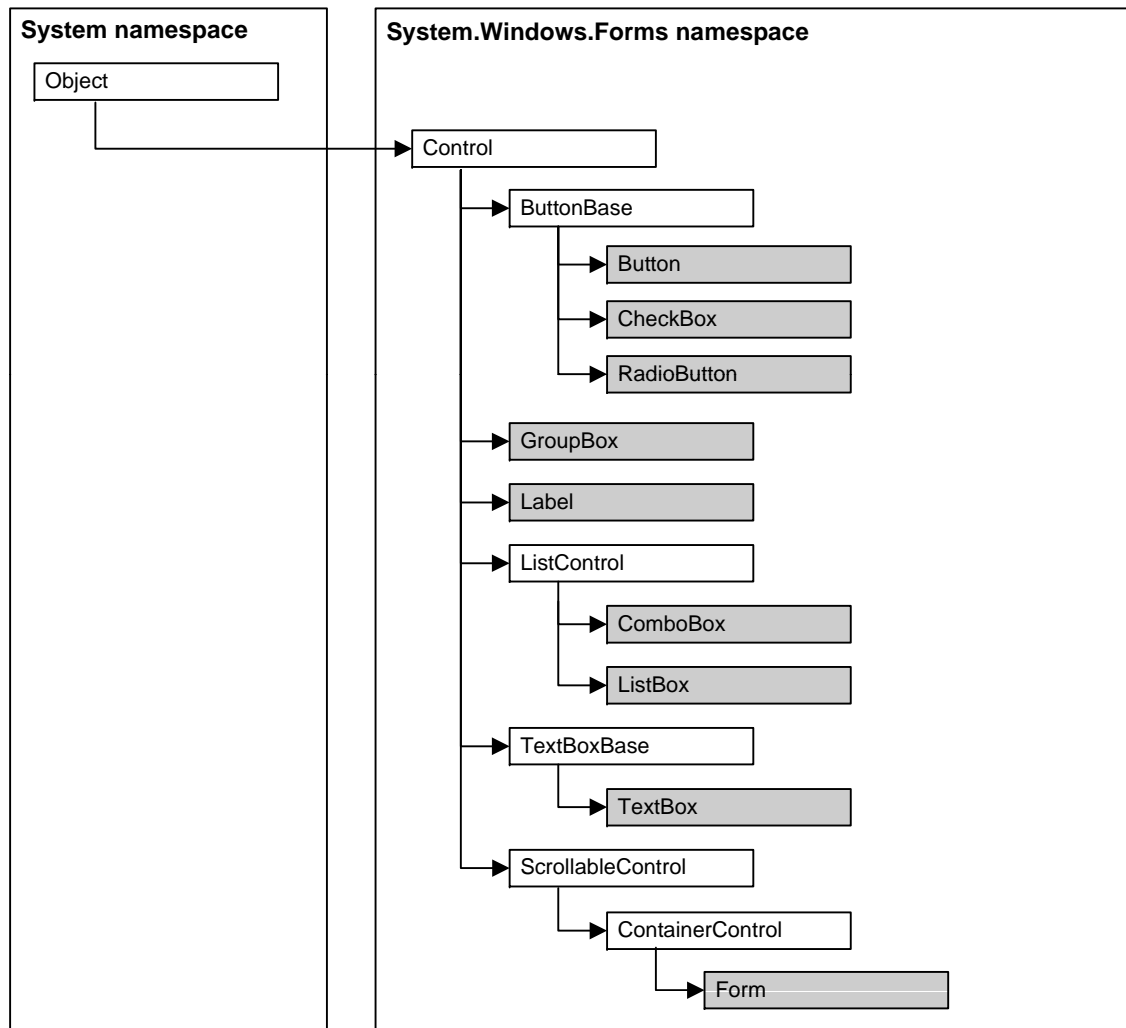 System namespace
System.Windows.Forms namespace
Object
Control
ButtonBase
Button
CheckBox
RadioButton
GroupBox
Label
ListControl
ComboBox
ListBox
TextBoxBase
TextBox
ScrollableControl
ContainerControl
Form